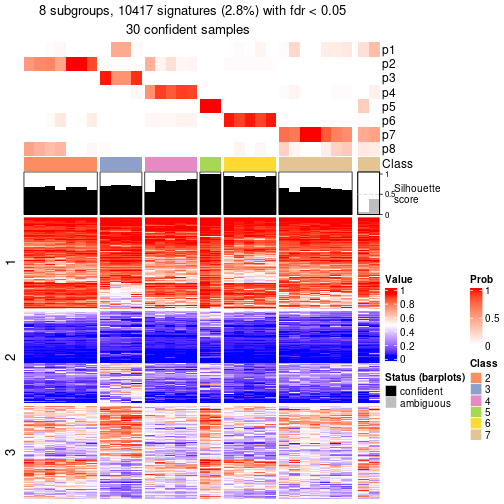 8 subgroups, 10417 signatures (2.8%) with fdr < 0.05
30 confident samples
p1
p2
p3
p4
p5
p6
p7
p8
Class
1
0.5
0
Silhouette
score
1
2
3
Value
1
0.8
0.6
0.4
0.2
0
Prob
1
0.5
0
Status (barplots)
confident
ambiguous
Class
2
3
4
5
6
7